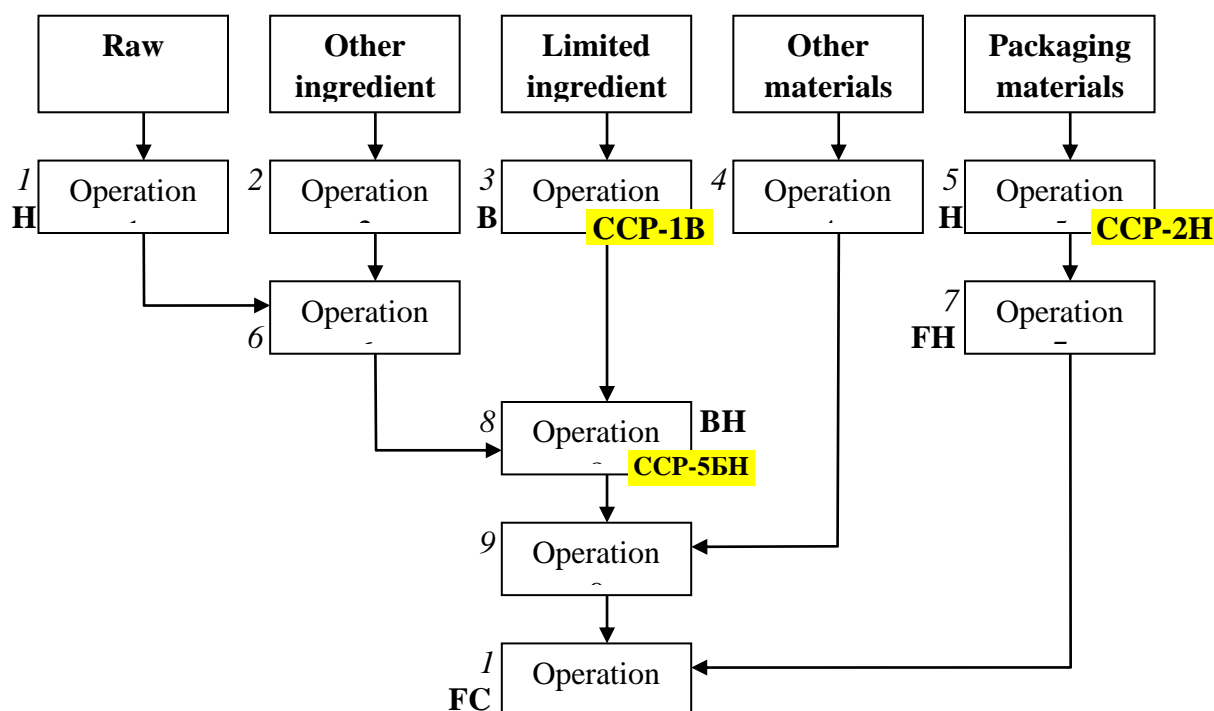 Raw
Other
ingredient
Limited
ingredient
Other
materials
Packaging
materials
1
H
Operation
2
Operation
3
B
Operation
CCP-1B
4
Operation
5
H
Operation
CCP-2H
6
Operation
7
FH
Operation
8
Operation
BH
CCP-5БH
9
Operation
1
FC
Operation